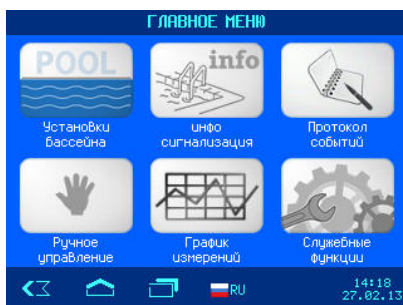 ГЛАВНОЕ МЕНЮ
POOL
info
Установки
бассейна
инфо
сигнализация
Протокол
событий
Ручное
управление
График
измерений
Служебные
функции
RU
14:18
27.02.13